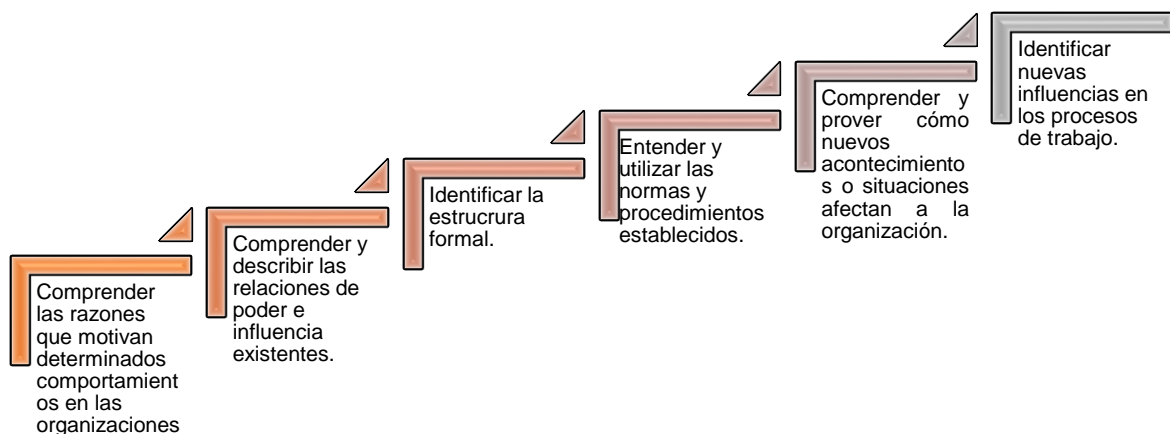 Comprender
las razones
que motivan
determinados
comportamient
os en las
organizaciones
Comprender y
describir las
relaciones de
poder e
influencia
existentes.
Identificar la
estrucrura
formal.
Entender y
utilizar las
normas y
procedimientos
establecidos.
Comprender y
prover cómo
nuevos
acontecimiento
s o situaciones
afectan a la
organización.
Identificar
nuevas
influencias en
los procesos
de trabajo.